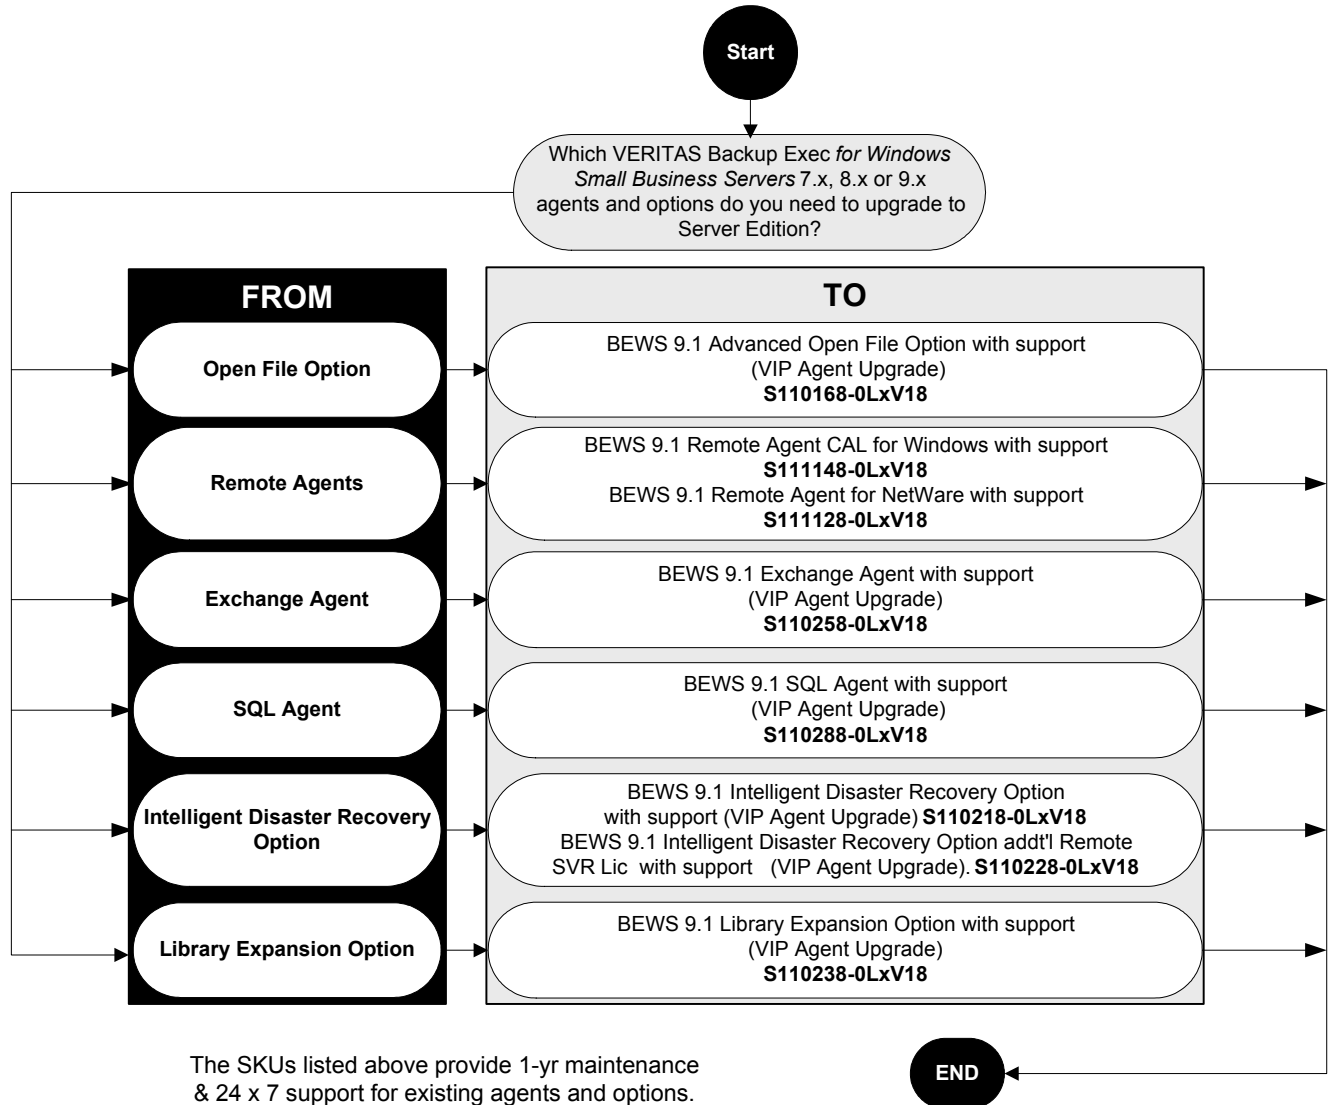 Start
Which VERITAS Backup Exec for Windows
Small Business Servers 7.x, 8.x or 9.x
agents and options do you need to upgrade to
Server Edition?
FROM
TO
Open File Option
BEWS 9.1 Advanced Open File Option with support
(VIP Agent Upgrade)
S110168-0LxV18
Remote Agents
BEWS 9.1 Remote Agent CAL for Windows with support
S111148-0LxV18
BEWS 9.1 Remote Agent for NetWare with support
S111128-0LxV18
Exchange Agent
BEWS 9.1 Exchange Agent with support
(VIP Agent Upgrade)
S110258-0LxV18
SQL Agent
BEWS 9.1 SQL Agent with support
(VIP Agent Upgrade)
S110288-0LxV18
Intelligent Disaster Recovery
Option
BEWS 9.1 Intelligent Disaster Recovery Option
with support (VIP Agent Upgrade) S110218-0LxV18
BEWS 9.1 Intelligent Disaster Recovery Option addt'l Remote
SVR Lic with support (VIP Agent Upgrade). S110228-0LxV18
Library Expansion Option
BEWS 9.1 Library Expansion Option with support
(VIP Agent Upgrade)
S110238-0LxV18
The SKUs listed above provide 1-yr maintenance
& 24 x 7 support for existing agents and options.
END